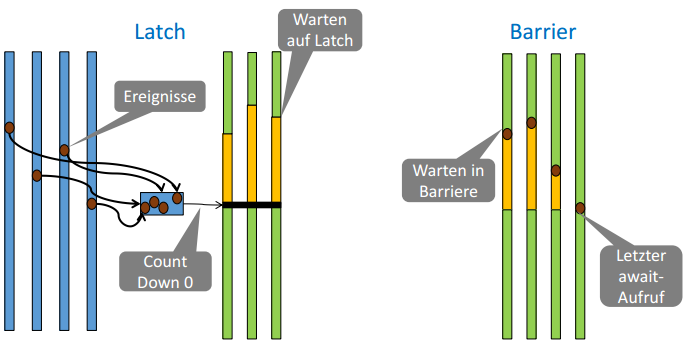 Latch
Warten
auf Latch
Ereignisse
Count
Down 0
Barrier
Warten in
Barriere
Letzter
await-
Aufruf